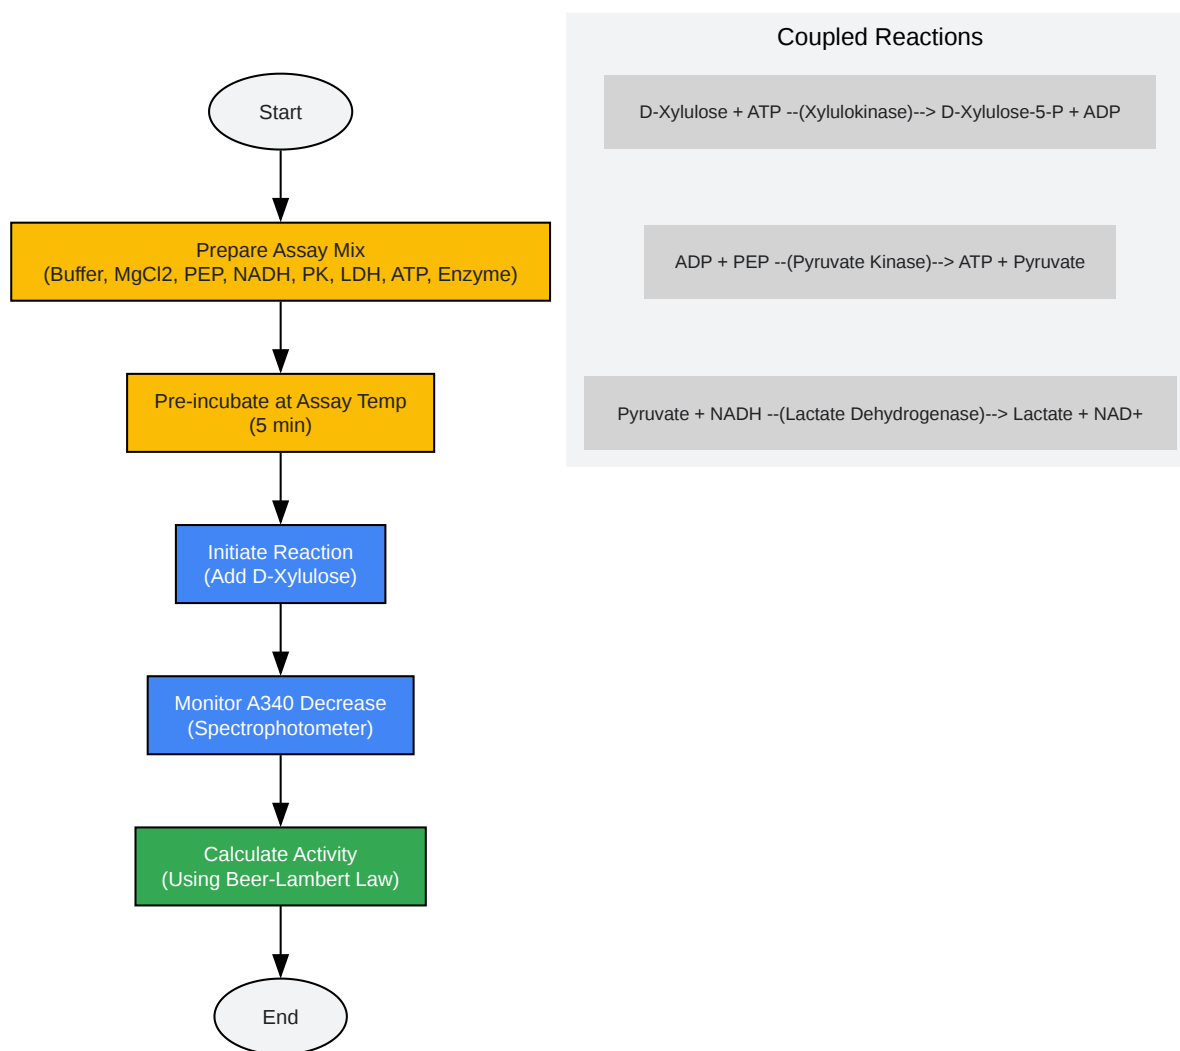 Start
Prepare Assay Mix
(Buffer, MgCl2, PEP, NADH, PK, LDH, ATP, Enzyme)
Pre-incubate at Assay Temp
(5 min)
Initiate Reaction
(Add D-Xylulose)
Monitor A340 Decrease
(Spectrophotometer)
Calculate Activity
(Using Beer-Lambert Law)
End
Coupled Reactions
D-Xylulose + ATP --(Xylulokinase)--> D-Xylulose-5-P + ADP
ADP + PEP --(Pyruvate Kinase)--> ATP + Pyruvate
Pyruvate + NADH --(Lactate Dehydrogenase)--> Lactate + NAD+